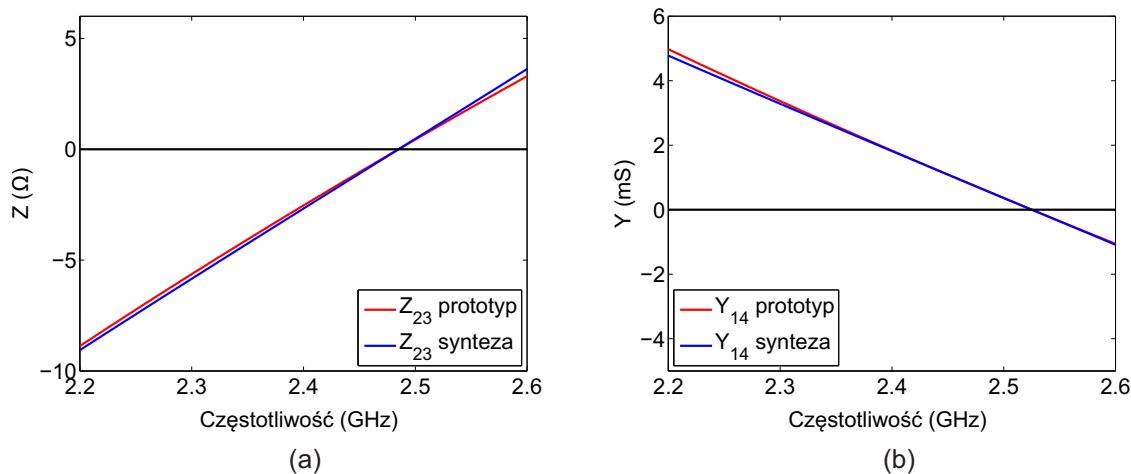 5
0
−5
−10
Z (Ω)
2.2 2.3 2.4 2.5 2.6
Częstotliwość (GHz)
Z23 prototyp
Z23 synteza
(a)
6
4
2
0
−2
−4
Y (mS)
2.2 2.3 2.4 2.5 2.6
Częstotliwość (GHz)
Y14 prototyp
Y14 synteza
(b)